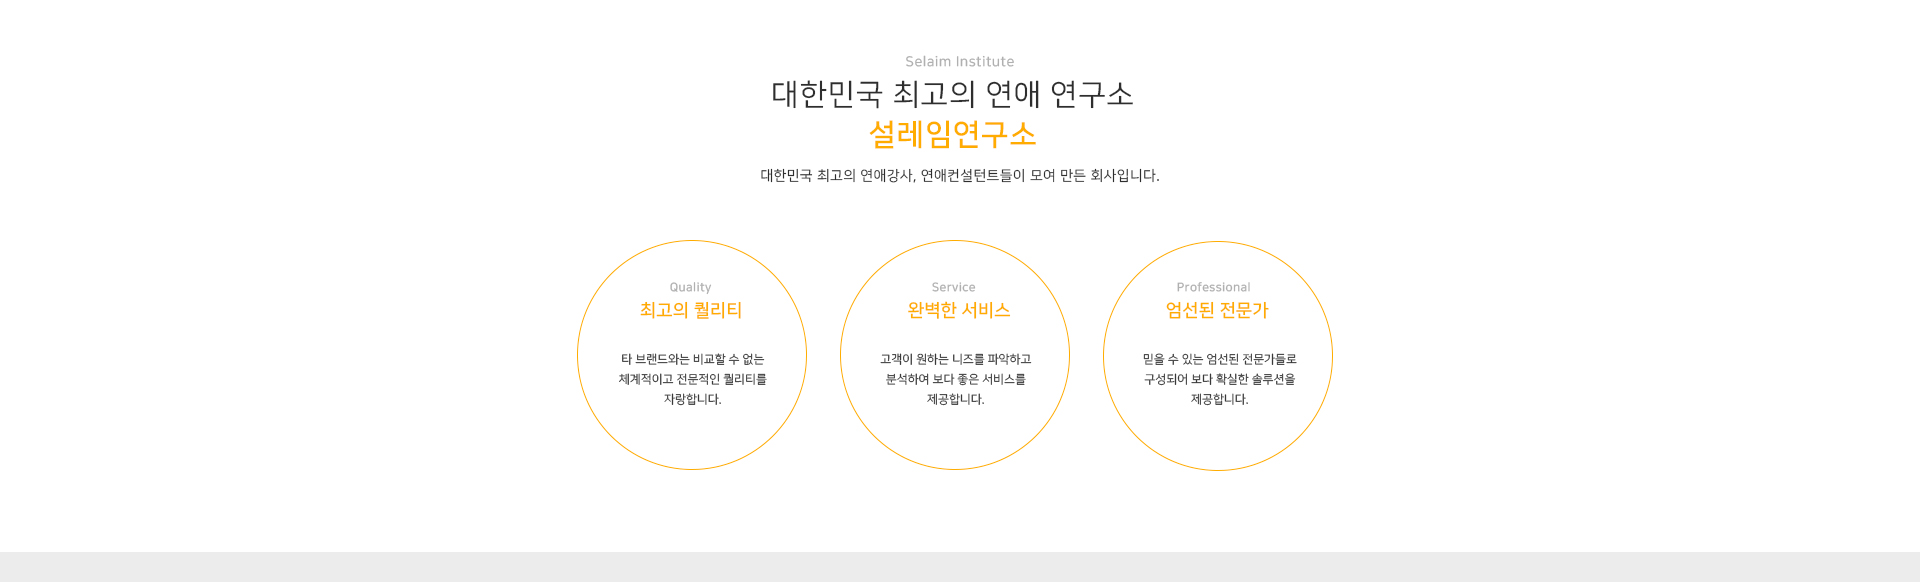 Selaim Institute
대한민국 최고의 연애 연구소
설레임연구소
대한민국 최고의 연애강사, 연애컨설턴트들이 모여 만든 회사입니다.
Quality
최고의 퀄리티
타 브랜드와는 비교할 수 없는
체계적이고 전문적인 퀄리티를
자랑합니다.
Service
완벽한 서비스
고객이 원하는 니즈를 파악하고
분석하여 보다 좋은 서비스를
제공합니다.
Professional
엄선된 전문가
믿을 수 있는 엄선된 전문가들로
구성되어 보다 확실한 솔루션을
제공합니다.